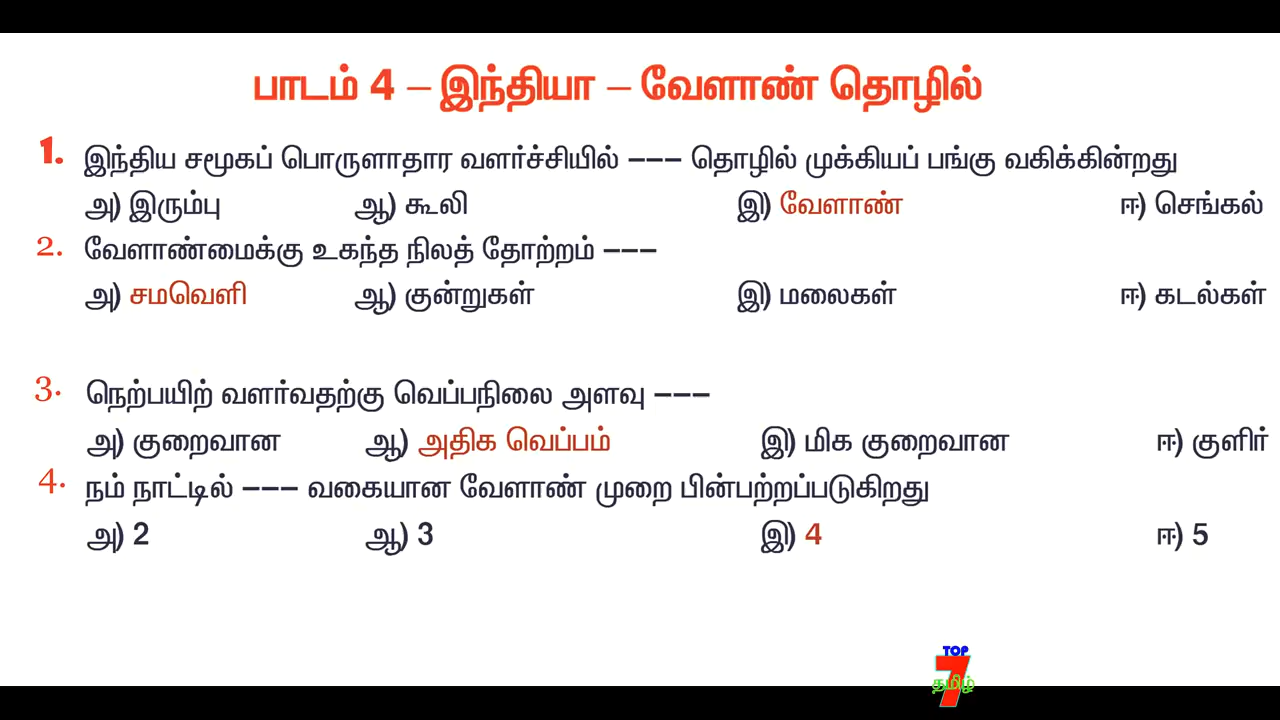 பாடம் 4 – இந்தியா – வேளாண் தொழில்
1. இந்திய சமூகப் பொருளாதார வளர்ச்சியில் --- தொழில் முக்கியப் பங்கு வகிக்கின்றது
அ) இரும்பு ஆ) கூலி இ) வேளாண் ஈ) செங்கல்
2. வேளாண்மைக்கு உகந்த நிலத் தோற்றம் ---
அ) சமவெளி ஆ) குன்றுகள் இ) மலைகள் ஈ) கடல்கள்
3. நெற்பயிற் வளர்வதற்கு வெப்பநிலை அளவு ---
அ) குறைவான ஆ) அதிக வெப்பம் இ) மிக குறைவான ஈ) குளிர்
4. நம் நாட்டில் --- வகையான வேளாண் முறை பின்பற்றப்படுகிறது
அ) 2 ஆ) 3 இ) 4 ஈ) 5
TOP
7
தமிழ்